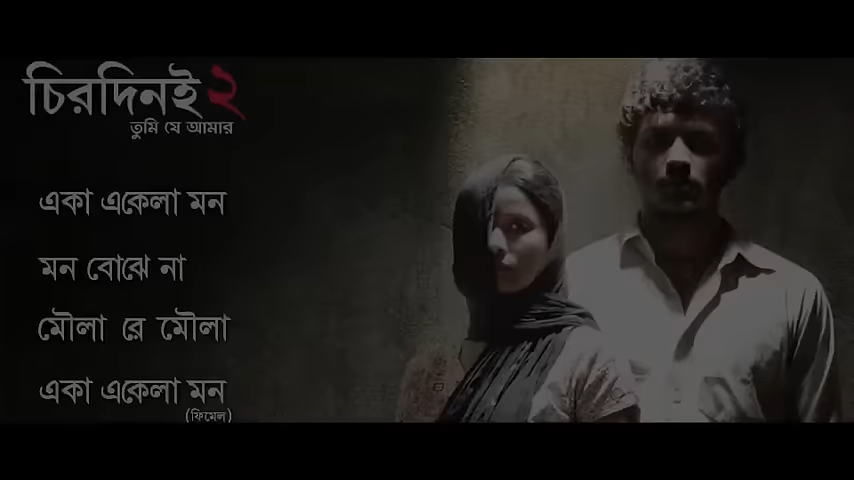 চিরদিনই ২
তুমি যে আমার
একা একেলা মন
মন বোঝে না
মৌলা রে মৌলা
একা একেলা মন
(ফিমেল)